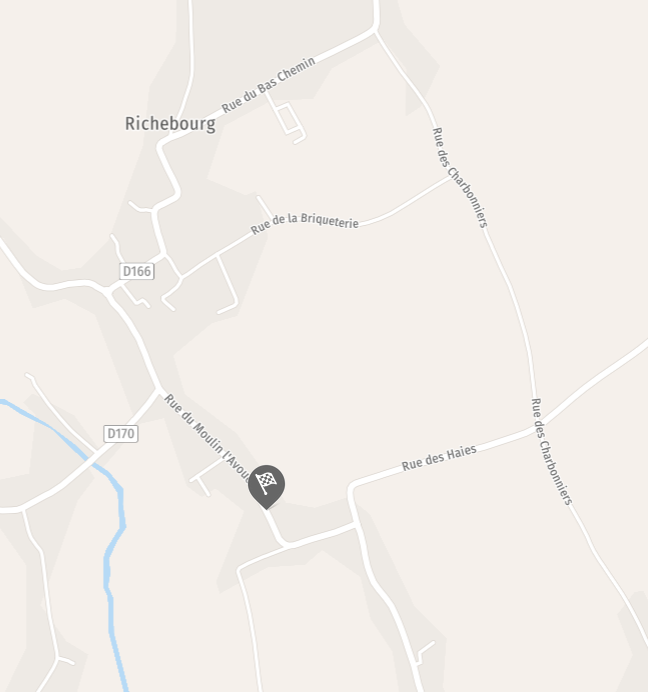 Rue du Bas Chemin
Richebourg
Rue des Charbonniers
Rue de la Briqueterie
D166
Rue du Moulin l'Avoué
D170
Rue des Charbonniers
Rue des Haies